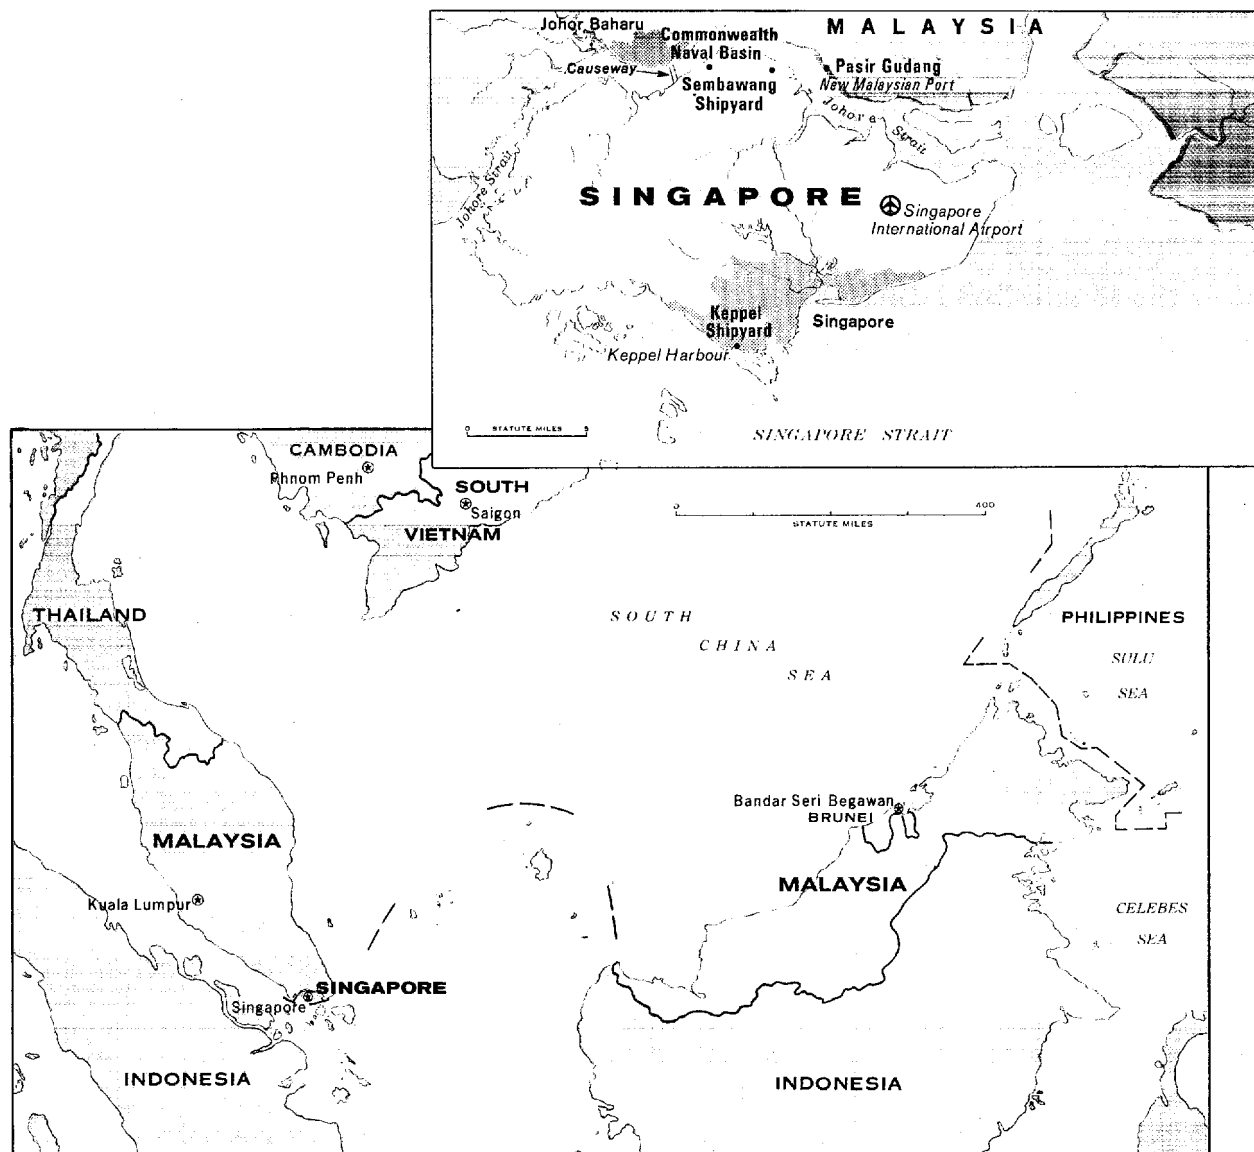 MALAYSIA
Johor Baharu
Commonwealth
Naval Basin
Causeway
Sembawang
Shipyard
Pasir Gudang
New Malaysian Port
Johore Strait
Johore Strait
SINGAPORE
Singapore
International Airport
Keppel
Shipyard
Singapore
Keppel Harbour
0 STATUTE MILES 5
SINGAPORE STRAIT
CAMBODIA
Phnom Penh
SOUTH
Saigon
VIETNAM
0 400
STATUTE MILES
THAILAND
SOUTH
CHINA
SEA
PHILIPPINES
SULU
SEA
Bandar Seri Begawan
BRUNEI
MALAYSIA
MALAYSIA
Kuala Lumpur
CELEBES
SEA
SINGAPORE
Singapore
INDONESIA
INDONESIA